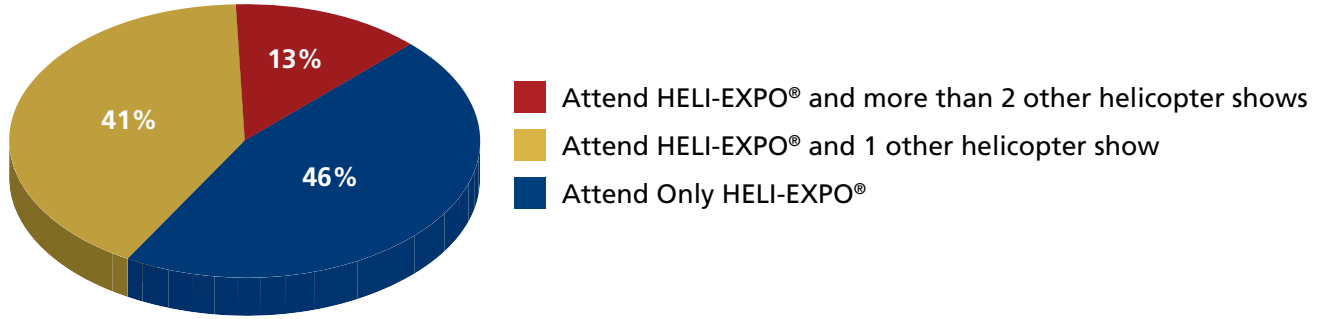 13%
41%
46%
Attend HELI-EXPO® and more than 2 other helicopter shows
Attend HELI-EXPO® and 1 other helicopter show
Attend Only HELI-EXPO®